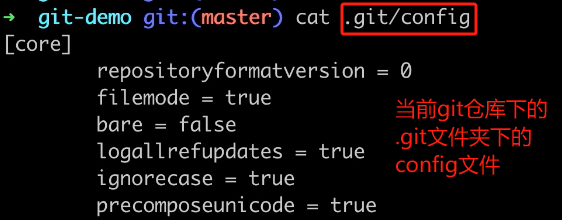 → git-demo git:(master) cat .git/config
[core]
repositoryformatversion = 0
filemode = true
bare = false
logallrefupdates = true
ignorecase = true
precomposeunicode = true
当前git仓库下的
.git文件夹下的
config文件